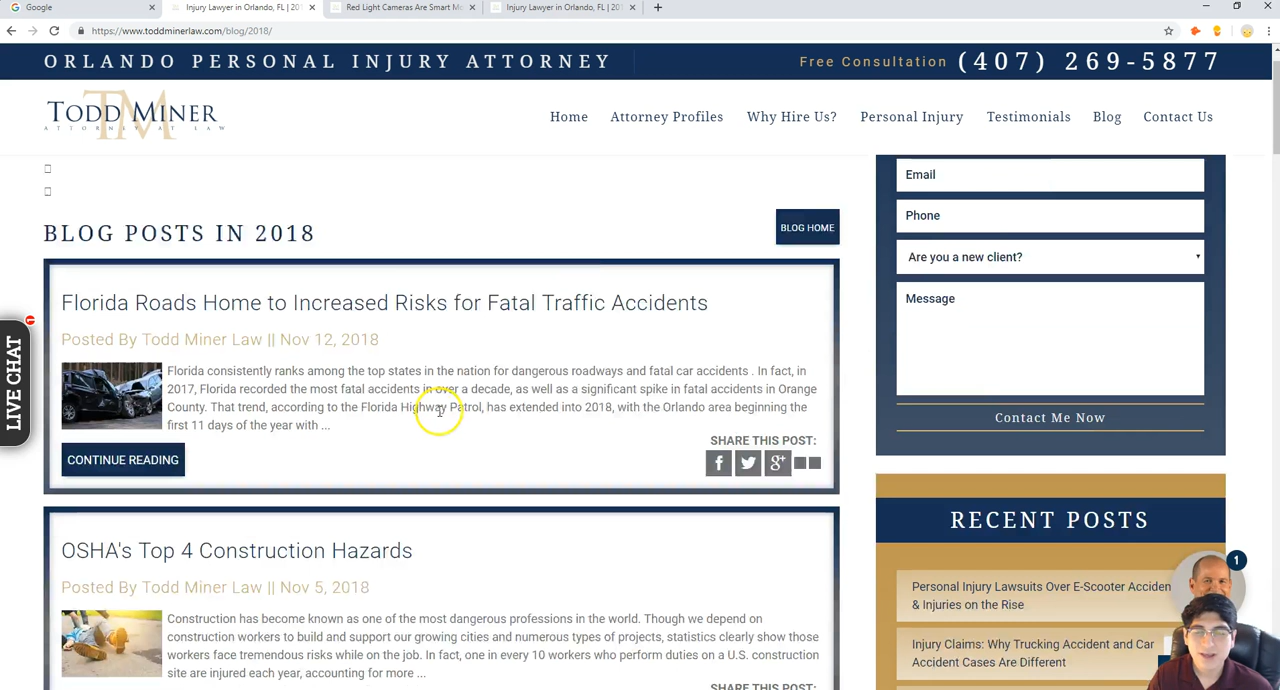 Google
Injury Lawyer in Orlando, FL | 201
Red Light Cameras Are Smart Me
Injury Lawyer in Orlando, FL | 201
https://www.toddminerlaw.com/blog/2018/
ORLANDO PERSONAL INJURY ATTORNEY
Free Consultation (407) 269-5877
TODD MINER
TM
ATTORNEY AT LAW
Home
Attorney Profiles
Why Hire Us?
Personal Injury
Testimonials
Blog
Contact Us
BLOG POSTS IN 2018
BLOG HOME
Florida Roads Home to Increased Risks for Fatal Traffic Accidents
Posted By Todd Miner Law || Nov 12, 2018
Florida consistently ranks among the top states in the nation for dangerous roadways and fatal car accidents . In fact, in
2017, Florida recorded the most fatal accidents in over a decade, as well as a significant spike in fatal accidents in Orange
County. That trend, according to the Florida Highway Patrol, has extended into 2018, with the Orlando area beginning the
first 11 days of the year with ...
CONTINUE READING
SHARE THIS POST:
OSHA's Top 4 Construction Hazards
Posted By Todd Miner Law || Nov 5, 2018
Construction has become known as one of the most dangerous professions in the world. Though we depend on
construction workers to build and support our growing cities and numerous types of projects, statistics clearly show those
workers face tremendous risks while on the job. In fact, one in every 10 workers who perform duties on a U.S. construction
site are injured each year, accounting for more ...
SHARE THIS POST:
LIVE CHAT
1
Email
Phone
Are you a new client?
Message
Contact Me Now
RECENT POSTS
Personal Injury Lawsuits Over E-Scooter Acciden
& Injuries on the Rise
1
Injury Claims: Why Trucking Accident and Car
Accident Cases Are Different